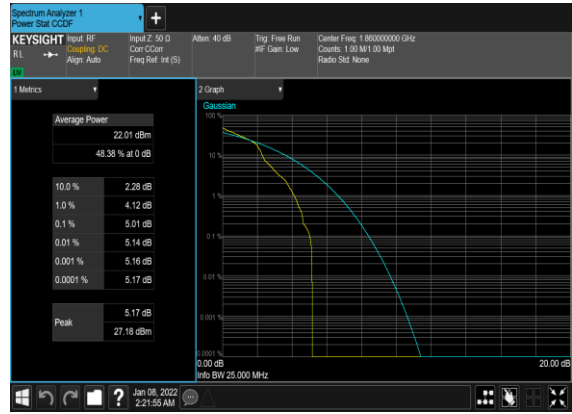 Spectrum Analyzer 1
Power Stat CCDF
+
KEYSIGHT
RL
Input: RF
Coupling: DC
Align: Auto
Input Z: 50 Ω
Corr CCorr
Freq Ref: Int (S)
Atten: 40 dB
Trig: Free Run
#IF Gain: Low
Center Freq: 1.860000000 GHz
Counts: 1.00 M/1.00 Mpt
Radio Std: None
1 Metrics
Average Power
22.01 dBm
48.38 % at 0 dB
10.0 % 2.28 dB
1.0 % 4.12 dB
0.1 % 5.01 dB
0.01 % 5.14 dB
0.001 % 5.16 dB
0.0001 % 5.17 dB
Peak
5.17 dB
27.18 dBm
2 Graph
Gaussian
100 %
10 %
1 %
0.1 %
0.01 %
0.001 %
0.0001 %
0.00 dB
20.00 dB
Info BW 25.000 MHz
?
Jan 08, 2022
2:21:55 AM